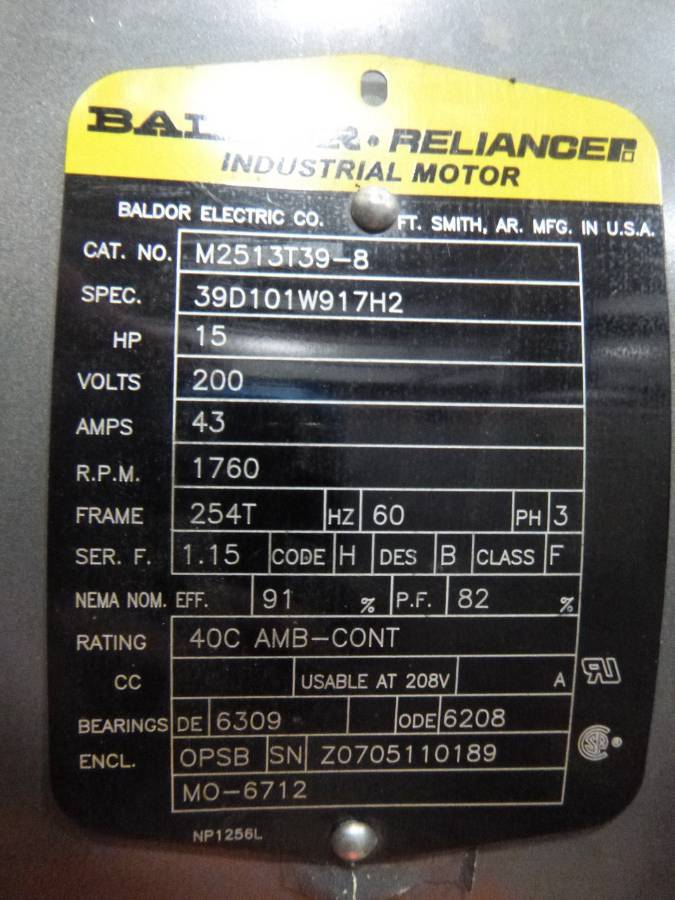 BALDOR • RELIANCE
INDUSTRIAL MOTOR
BALDOR ELECTRIC CO. FT. SMITH, AR. MFG. IN U.S.A.
CAT. NO. M2513T39-8
SPEC. 39D101W917H2
HP 15
VOLTS 200
AMPS 43
R.P.M. 1760
FRAME 254T HZ 60 PH 3
SER. F. 1.15 CODE H DES B CLASS F
NEMA NOM. EFF. 91 % P.F. 82 %
RATING 40C AMB-CONT
CC USABLE AT 208V A
BEARINGS DE 6309 ODE 6208
ENCL. OPSB SN Z0705110189
MO-6712
NP1256L